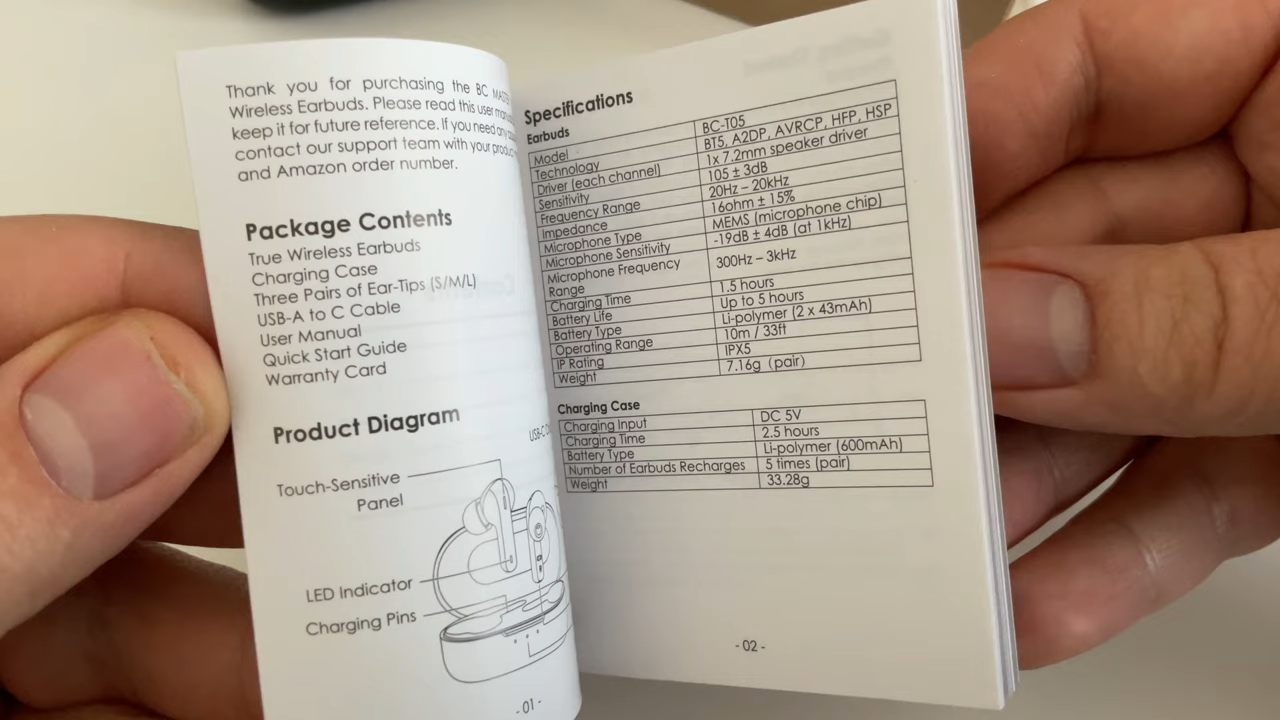 Thank you for purchasing the BC
Wireless Earbuds. Please read this user
keep it for future reference. If you need any
contact our support team with your product
and Amazon order number.
Package Contents
True Wireless Earbuds
Charging Case
Three Pairs of Ear-Tips (S/M/L)
USB-A to C Cable
User Manual
Quick Start Guide
Warranty Card
Product Diagram
USB-C
Touch-Sensitive
Panel
LED Indicator
Charging Pins
-01-
Specifications
Earbuds
Model BC-T05
Technology BT5, A2DP, AVRCP, HFP, HSP
Driver (each channel) 1x 7.2mm speaker driver
Sensitivity 105 ± 3dB
Frequency Range 20Hz – 20kHz
Impedance 16ohm ± 15%
Microphone Type MEMS (microphone chip)
Microphone Sensitivity -19dB ± 4dB (at 1kHz)
Microphone Frequency
Range 300Hz – 3kHz
Charging Time 1.5 hours
Battery Life Up to 5 hours
Battery Type Li-polymer (2 x 43mAh)
Operating Range 10m / 33ft
IP Rating IPX5
Weight 7.16g (pair)
Charging Case
Charging Input DC 5V
Charging Time 2.5 hours
Battery Type Li-polymer (600mAh)
Number of Earbuds Recharges 5 times (pair)
Weight 33.28g
-02-